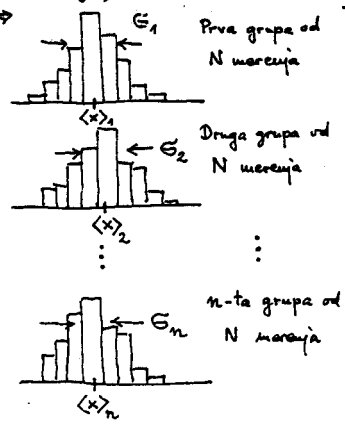 σ₁
Prva grupa od
N merenja
⟨x⟩₁
Druga grupa od
σ₂
N merenja
⟨x⟩₂
n-ta grupa od
σₙ
N merenja
⟨x⟩ₙ